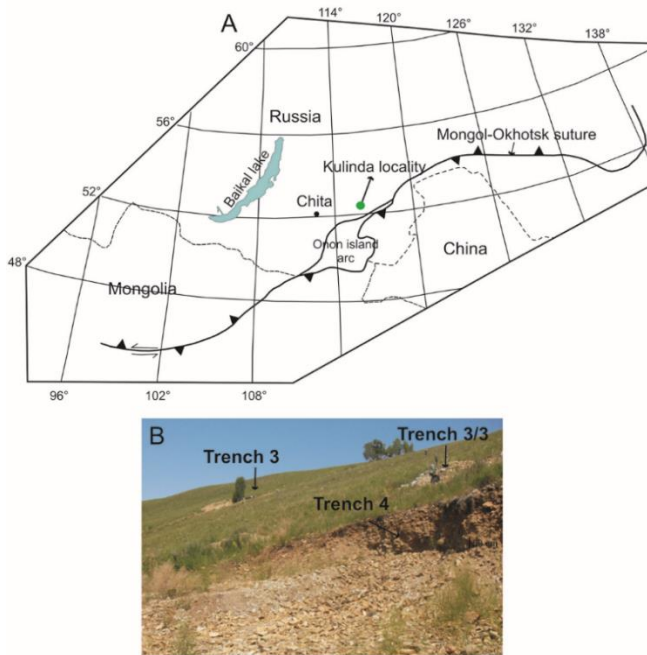 A
114°
120°
126°
132°
138°
60°
56°
52°
48°
Russia
Mongol-Okhotsk suture
Baikal lake
Kulinda locality
Chita
Onon island
arc
China
Mongolia
96°
102°
108°
B
Trench 3
Trench 3/3
Trench 4